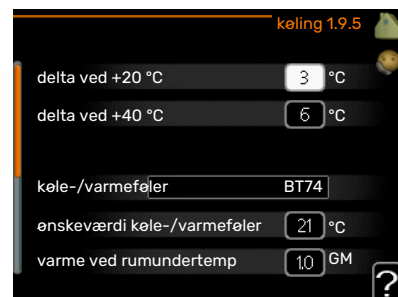 køling 1.9.5
delta ved +20 °C 3 °C
delta ved +40 °C 6 °C
køle-/varmeføler BT74
ønskeværdi køle-/varmeføler 21 °C
varme ved rumundertemp 1.0 GM
?